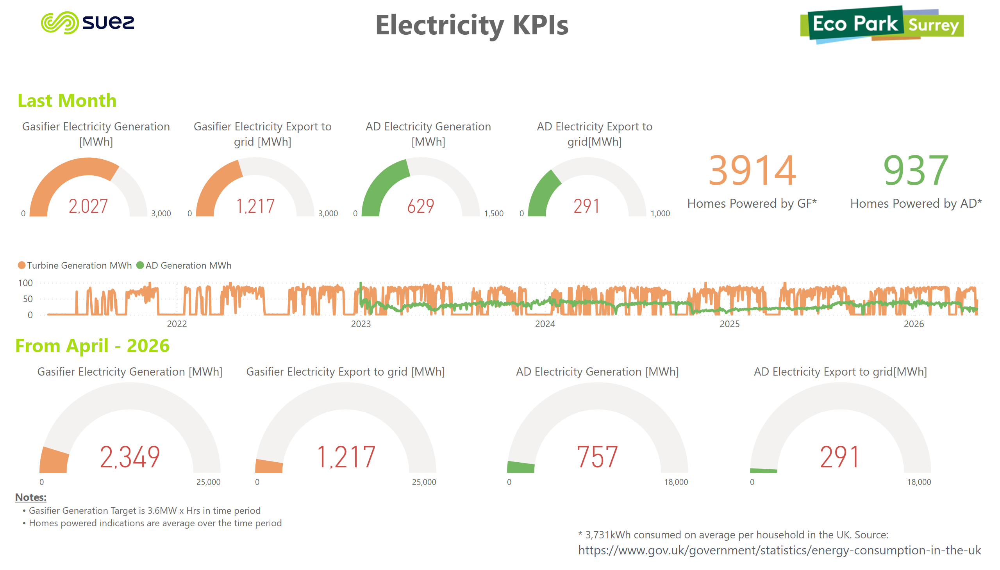 suez
Electricity KPIs
Eco Park Surrey
Last Month
Gasifier Electricity Generation
[MWh]
2,027
0
3,000
Gasifier Electricity Export to
grid [MWh]
1,217
0
3,000
AD Electricity Generation
[MWh]
629
0
1,500
AD Electricity Export to
grid[MWh]
291
0
1,000
3914
Homes Powered by GF*
937
Homes Powered by AD*
Turbine Generation MWh AD Generation MWh
100
50
0
2022 2023 2024 2025 2026
From April - 2026
Gasifier Electricity Generation [MWh]
2,349
0
25,000
Gasifier Electricity Export to grid [MWh]
1,217
0
25,000
AD Electricity Generation [MWh]
757
0
18,000
AD Electricity Export to grid[MWh]
291
0
18,000
Notes:
• Gasifier Generation Target is 3.6MW x Hrs in time period
• Homes powered indications are average over the time period
* 3,731kWh consumed on average per household in the UK. Source:
https://www.gov.uk/government/statistics/energy-consumption-in-the-uk